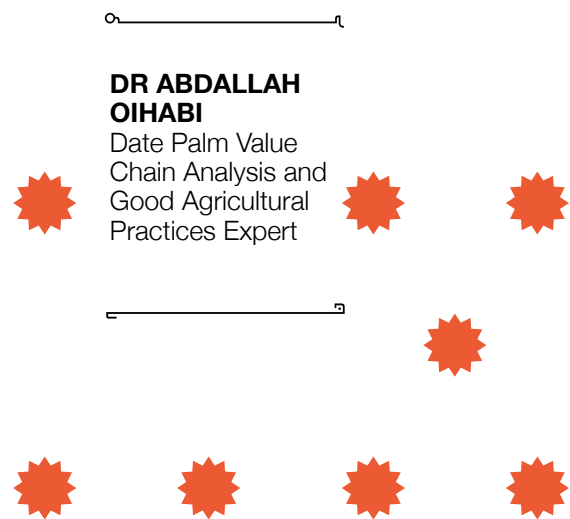 DR ABDALLAH
OIHABI
Date Palm Value
Chain Analysis and
Good Agricultural
Practices Expert